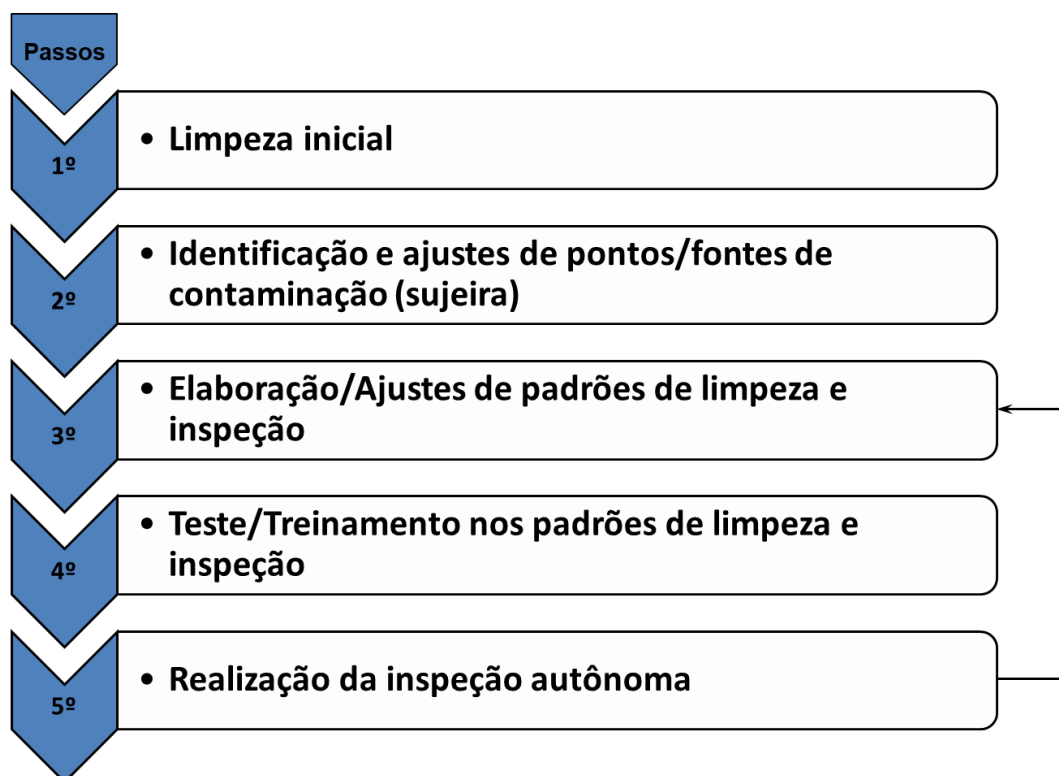 Passos
1º
• Limpeza inicial
2º
• Identificação e ajustes de pontos/fontes de
contaminação (sujeira)
3º
• Elaboração/Ajustes de padrões de limpeza e
inspeção
4º
• Teste/Treinamento nos padrões de limpeza e
inspeção
5º
• Realização da inspeção autônoma